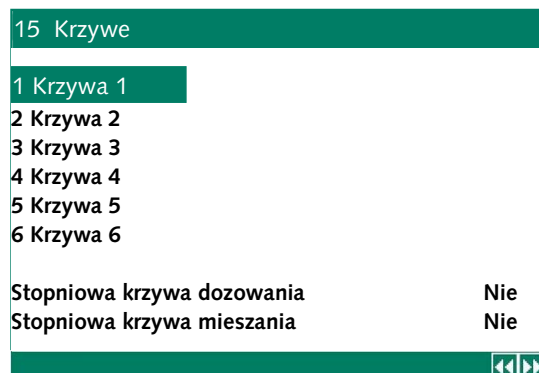 15 Krzywe
1 Krzywa 1
2 Krzywa 2
3 Krzywa 3
4 Krzywa 4
5 Krzywa 5
6 Krzywa 6
Stopniowa krzywa dozowania Nie
Stopniowa krzywa mieszania Nie